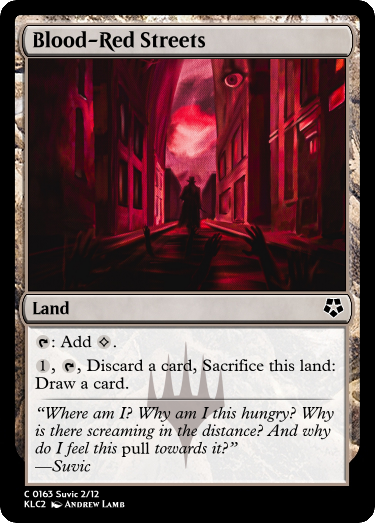 Blood-Red Streets
Land
: Add .
1, , Discard a card, Sacrifice this land:
Draw a card.
“Where am I? Why am I this hungry? Why
is there screaming in the distance? And why
do I feel this pull towards it?”
—Suvic
C 0163 Suvic 2/12
KLC2 Andrew Lamb